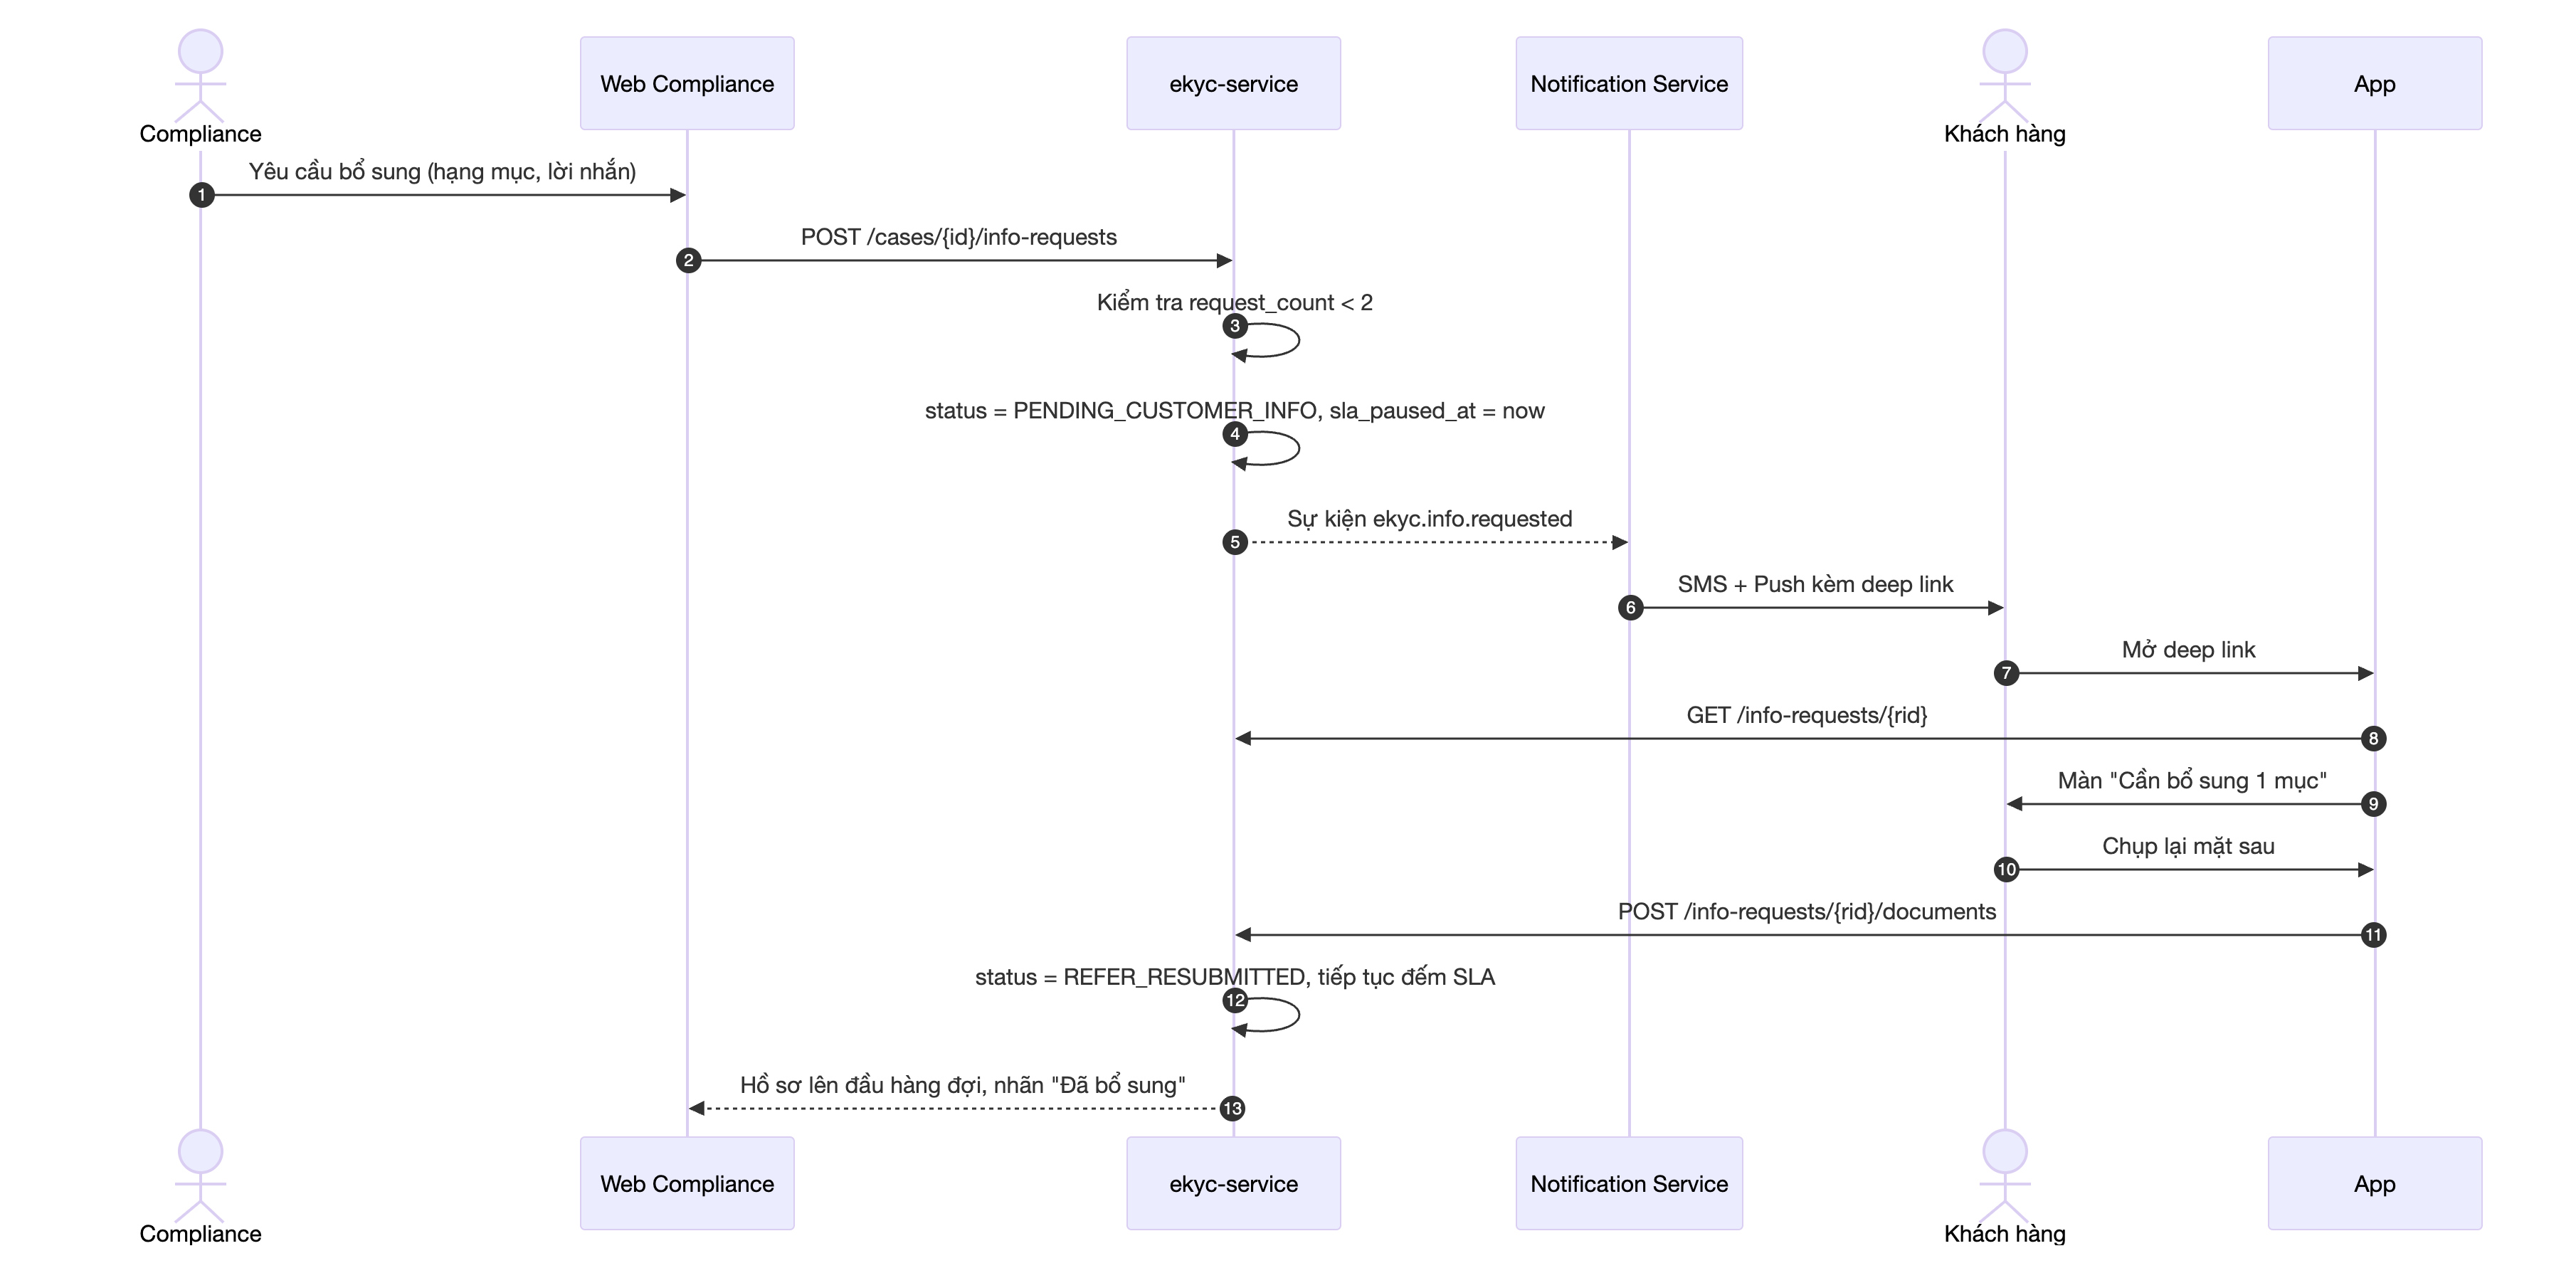 Compliance
Web Compliance
ekyc-service
Notification Service
Khách hàng
App
Yêu cầu bổ sung (hạng mục, lời nhắn)
1
POST /cases/{id}/info-requests
2
Kiểm tra request_count < 2
3
status = PENDING_CUSTOMER_INFO, sla_paused_at = now
4
Sự kiện ekyc.info.requested
5
SMS + Push kèm deep link
6
Mở deep link
7
GET /info-requests/{rid}
8
Màn "Cần bổ sung 1 mục"
9
Chụp lại mặt sau
10
POST /info-requests/{rid}/documents
11
status = REFER_RESUBMITTED, tiếp tục đếm SLA
12
Hồ sơ lên đầu hàng đợi, nhãn "Đã bổ sung"
13
Compliance
Web Compliance
ekyc-service
Notification Service
Khách hàng
App